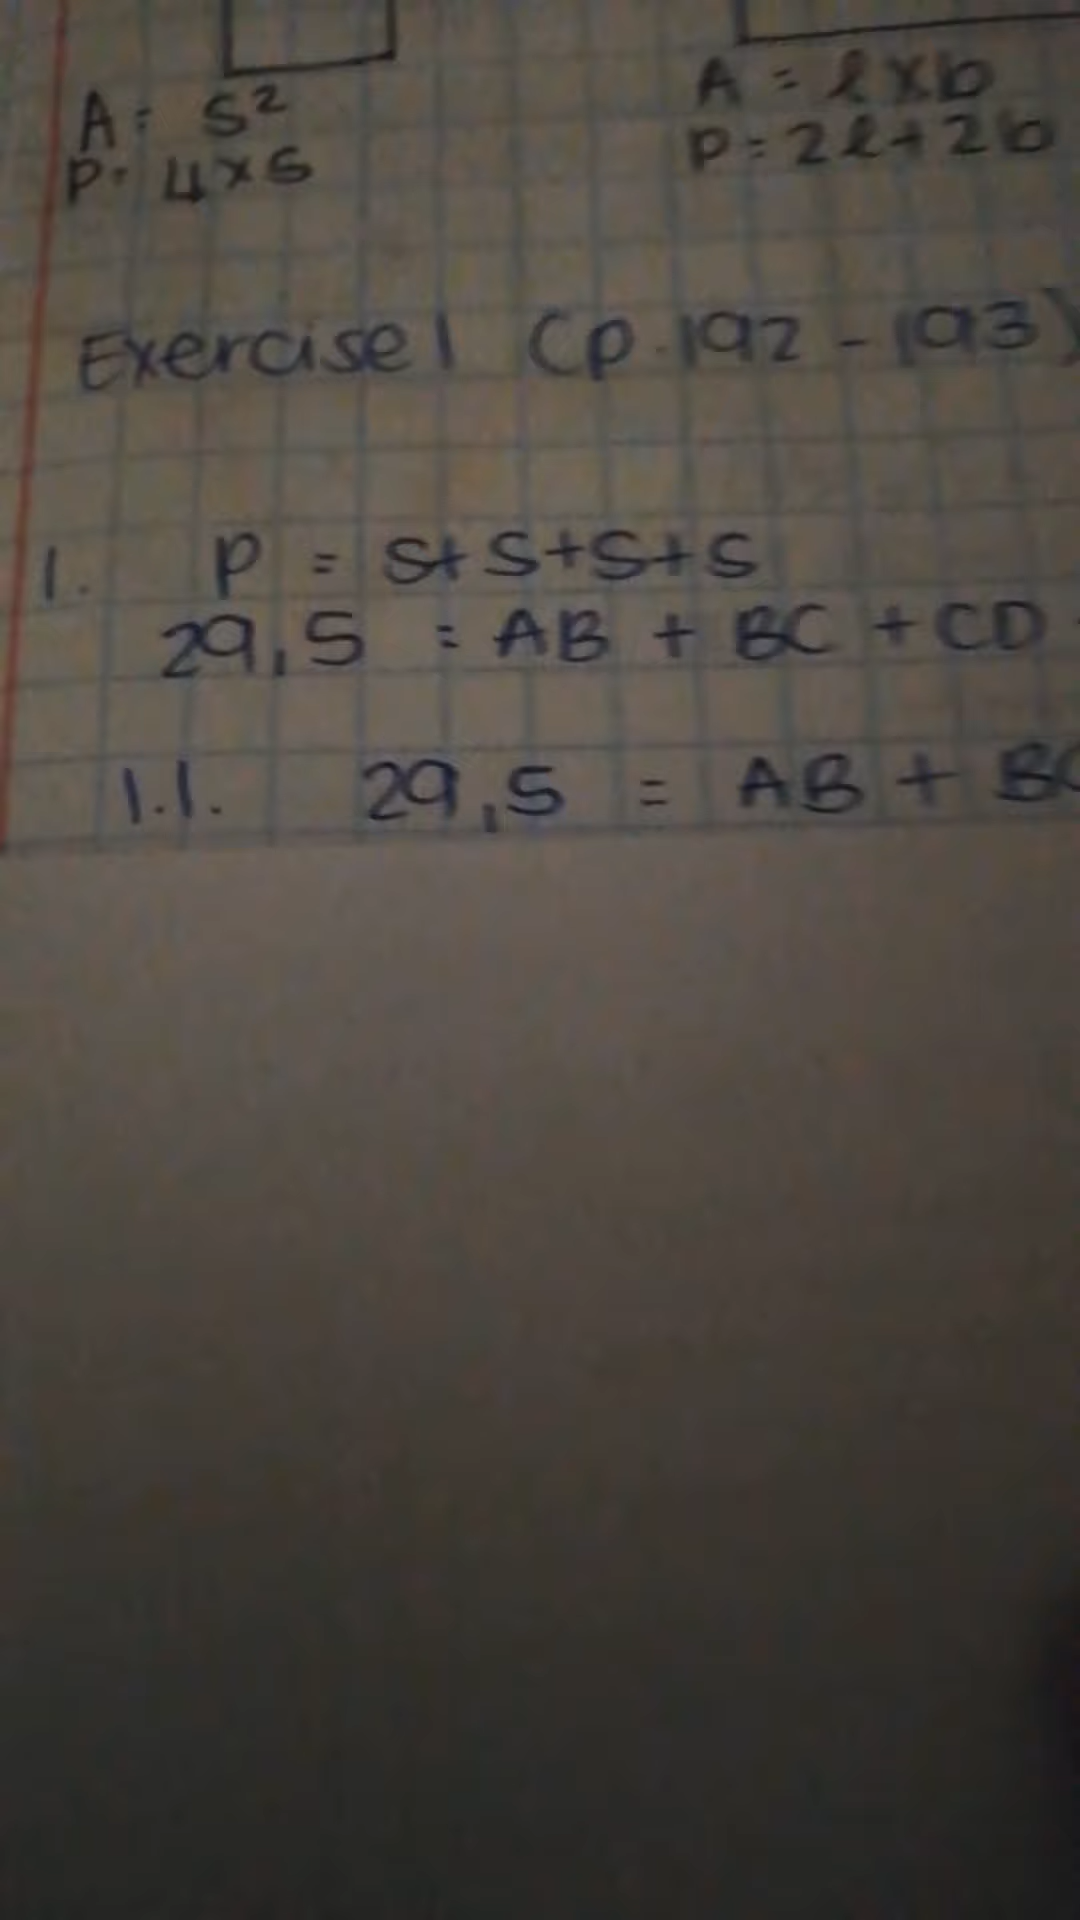 A = s²
P = 4 x s
A = l x b
P = 2l + 2b
Exercise 1 (p. 192 - 193)
1. P = S + S + S + S
29,5 = AB + BC + CD
1.1. 29,5 = AB + BC